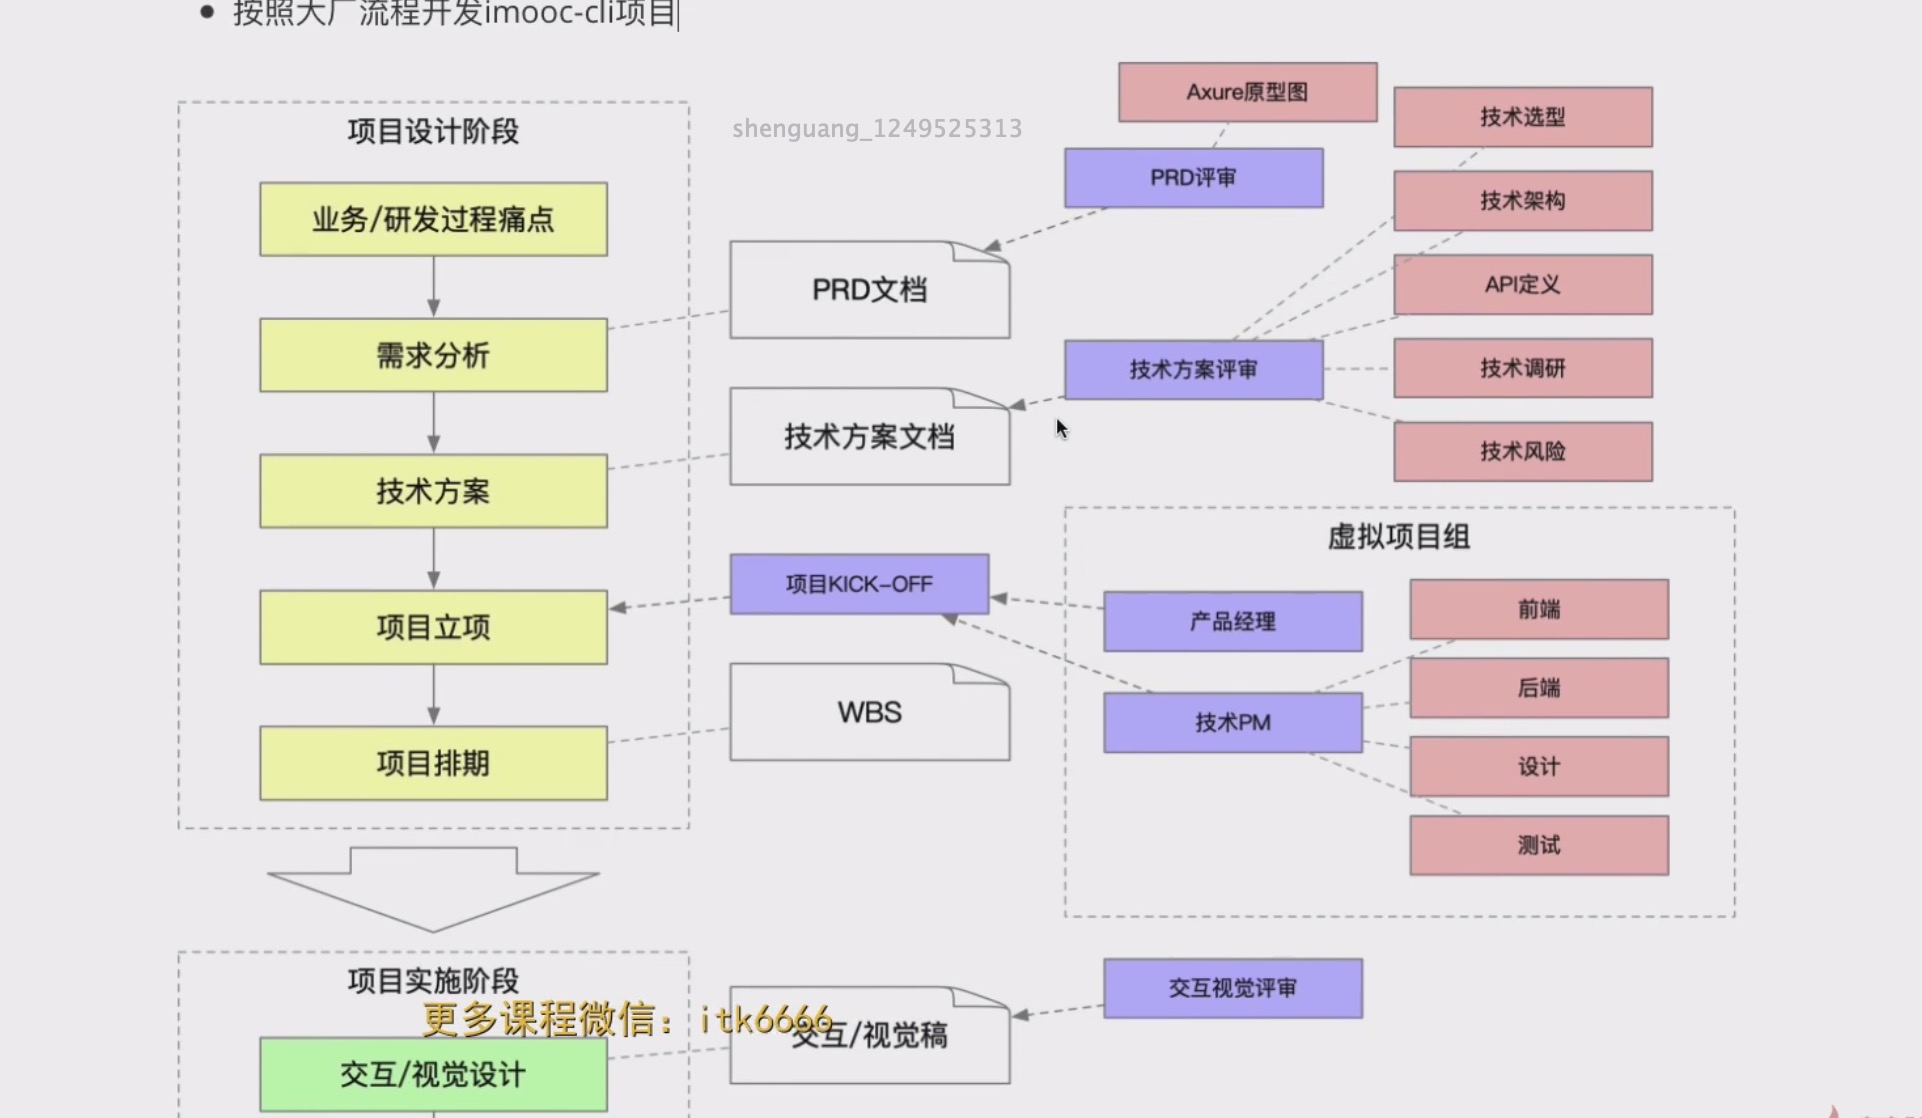 按照大厂流程开发imooc-cli项目
项目设计阶段
shenguang_1249525313
Axure原型图
技术选型
PRD评审
技术架构
业务/研发过程痛点
PRD文档
API定义
需求分析
技术方案评审
技术调研
技术方案文档
技术风险
技术方案
虚拟项目组
项目KICK-OFF
产品经理
前端
项目立项
后端
WBS
技术PM
项目排期
设计
测试
项目实施阶段
交互视觉评审
更多课程微信：itk6666
交互/视觉稿
交互/视觉设计